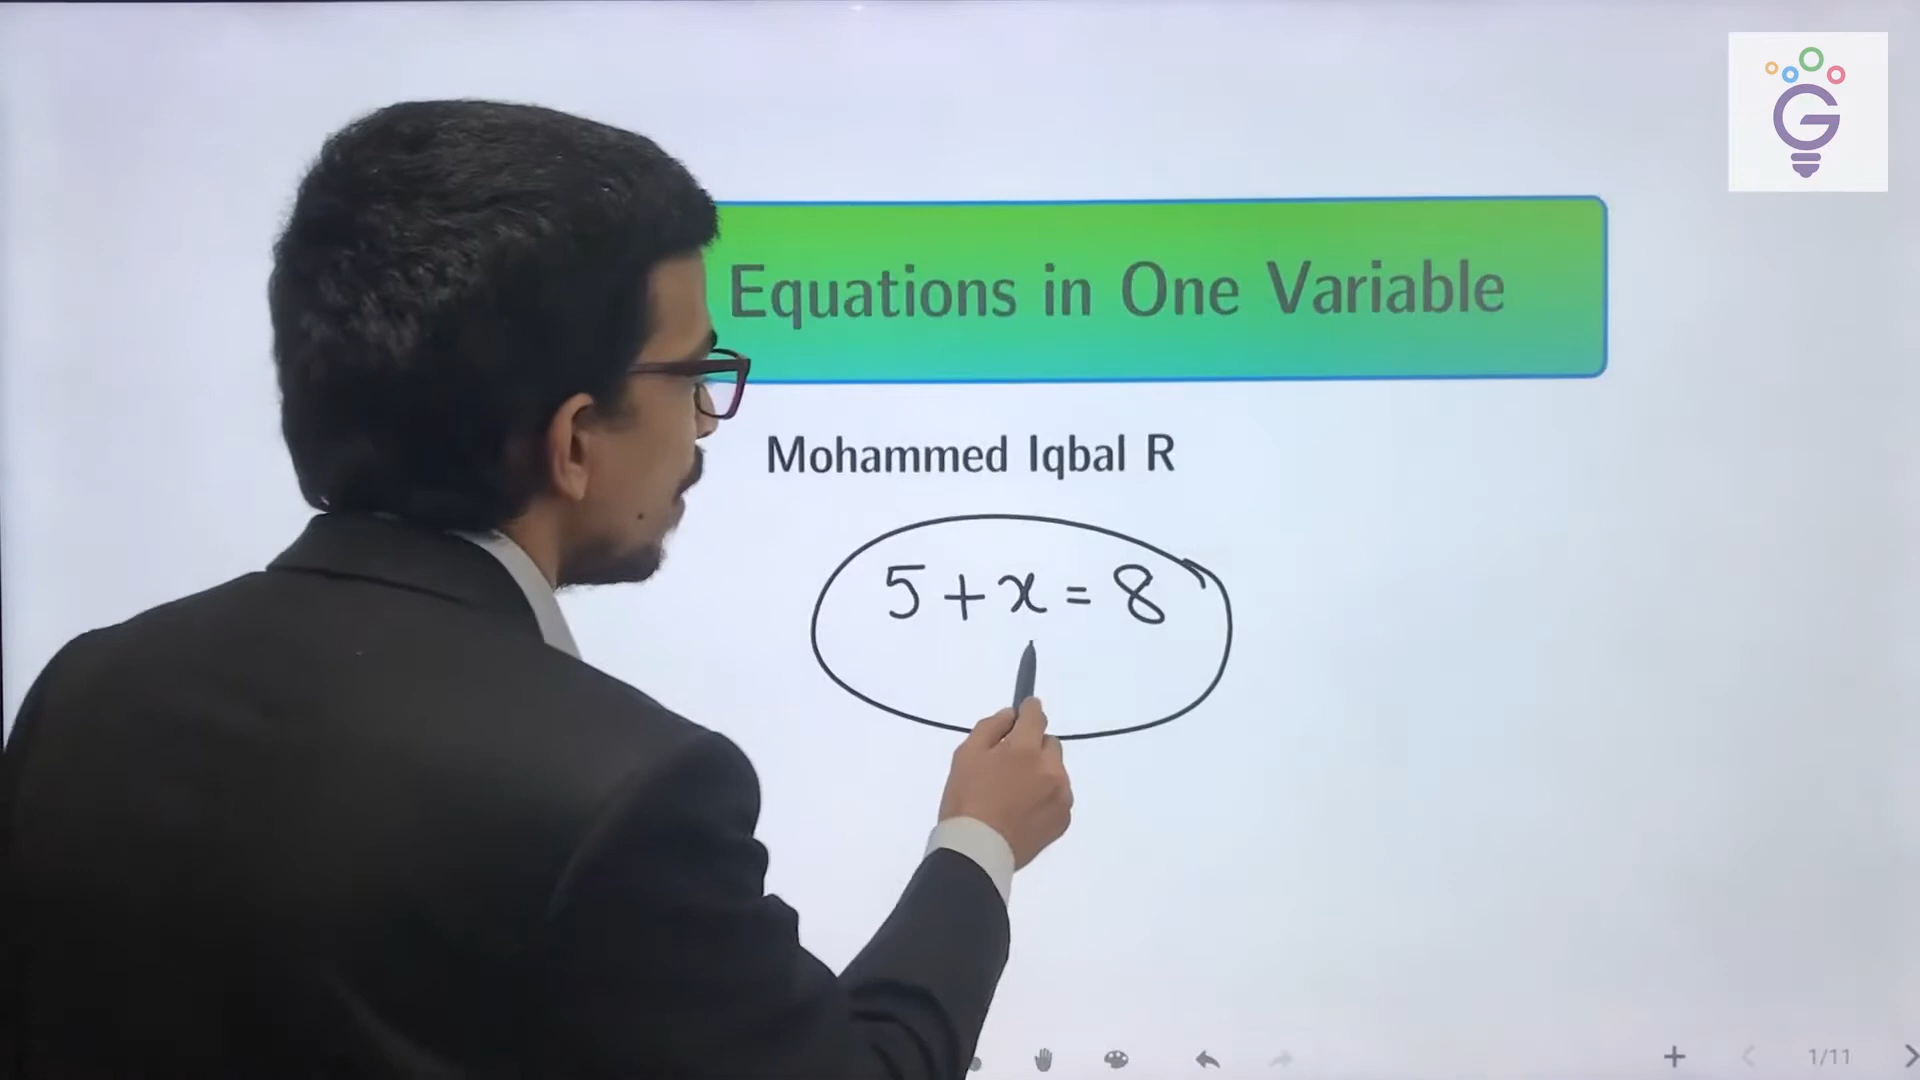 Equations in One Variable
Mohammed Iqbal R
5 + x = 8
1/11